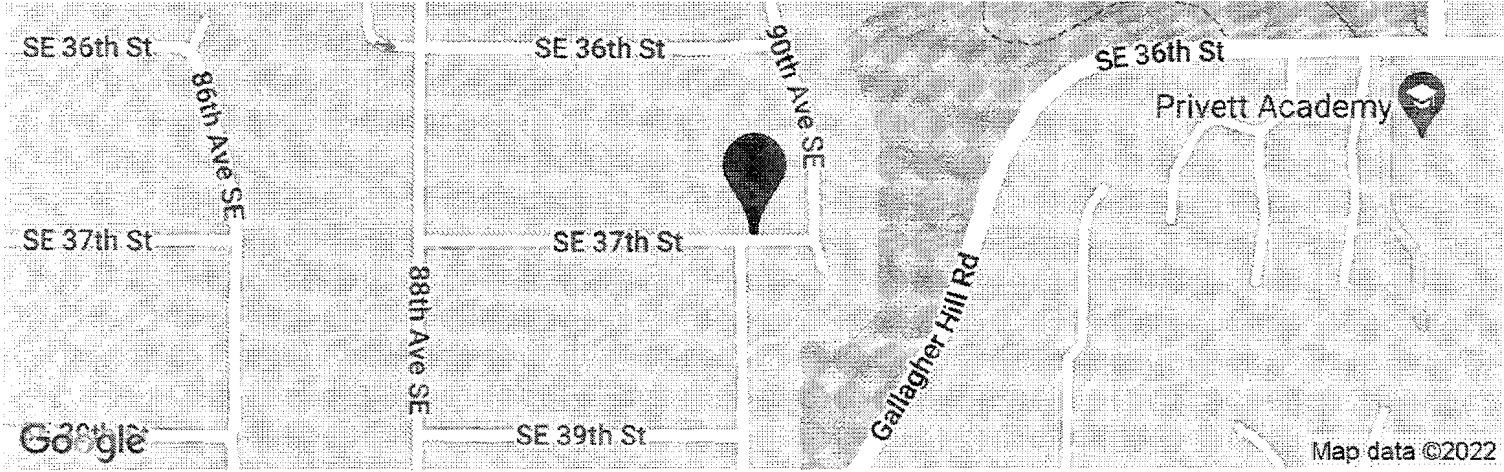 SE 36th St
SE 36th St
90th Ave SE
SE 36th St
86th Ave SE
Privett Academy
SE 37th St
SE 37th St
88th Ave SE
Gallagher Hill Rd
Google
SE 39th St
Map data ©2022